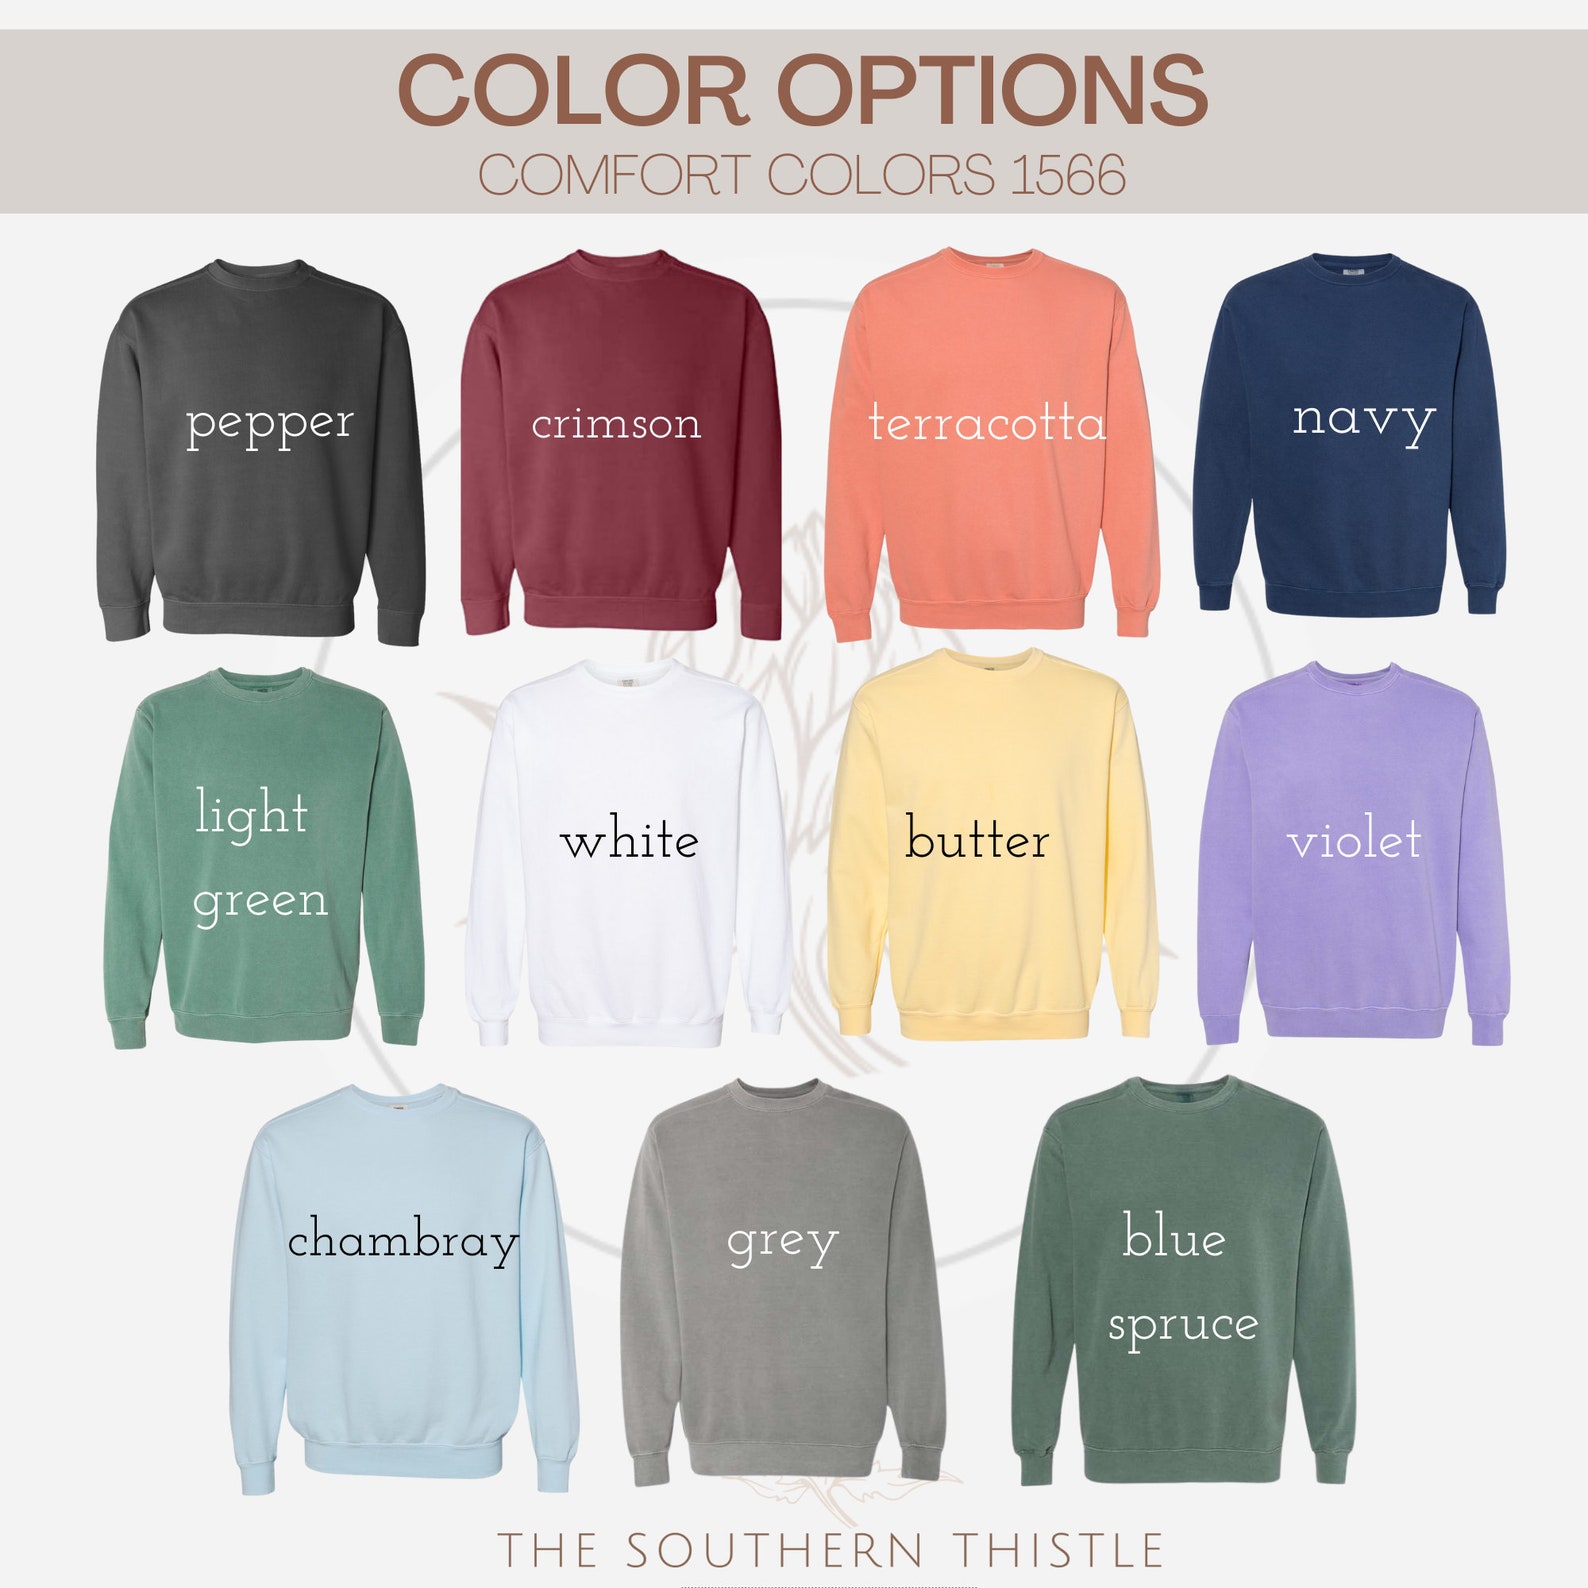 COLOR OPTIONS
COMFORT COLORS 1566
pepper
crimson
terracotta
navy
light
green
white
butter
violet
chambray
grey
blue
spruce
THE SOUTHERN THISTLE